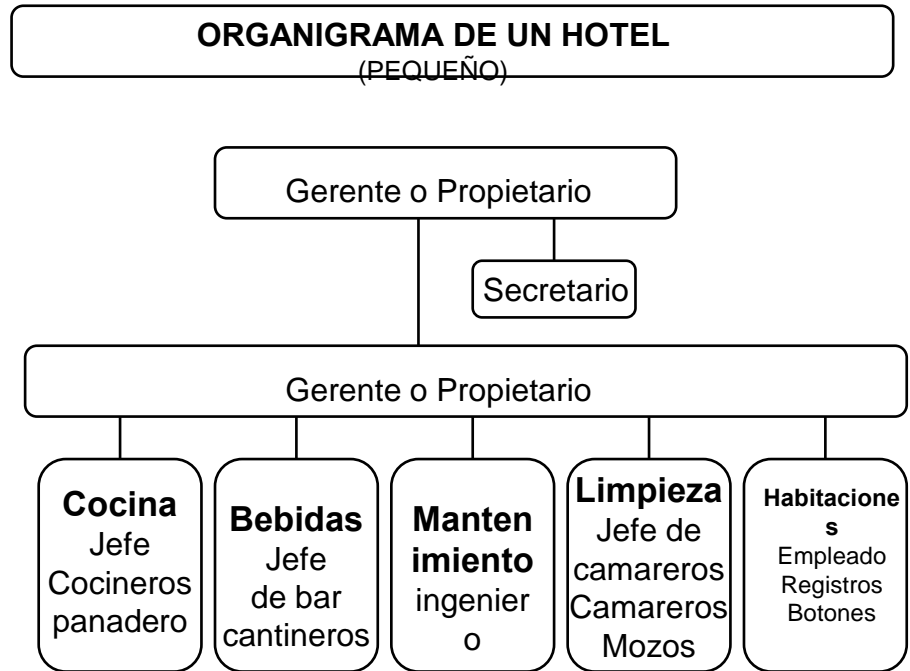 ORGANIGRAMA DE UN HOTEL
(PEQUEÑO)
Gerente o Propietario
Secretario
Gerente o Propietario
Cocina
Jefe
Cocineros
panadero
Bebidas
Jefe
de bar
cantineros
Manten
imiento
ingenier
o
Limpieza
Jefe de
camareros
Camareros
Mozos
Habitacione
s
Empleado
Registros
Botones